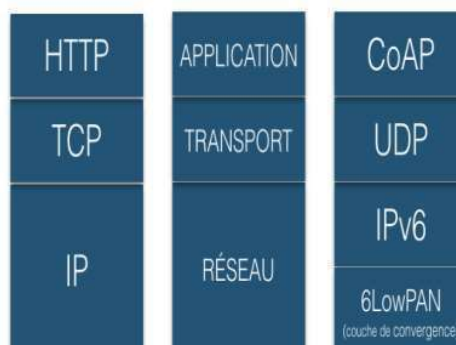 HTTP
TCP
IP
APPLICATION
TRANSPORT
RÉSEAU
CoAP
UDP
IPv6
6LowPAN
(couche de convergence